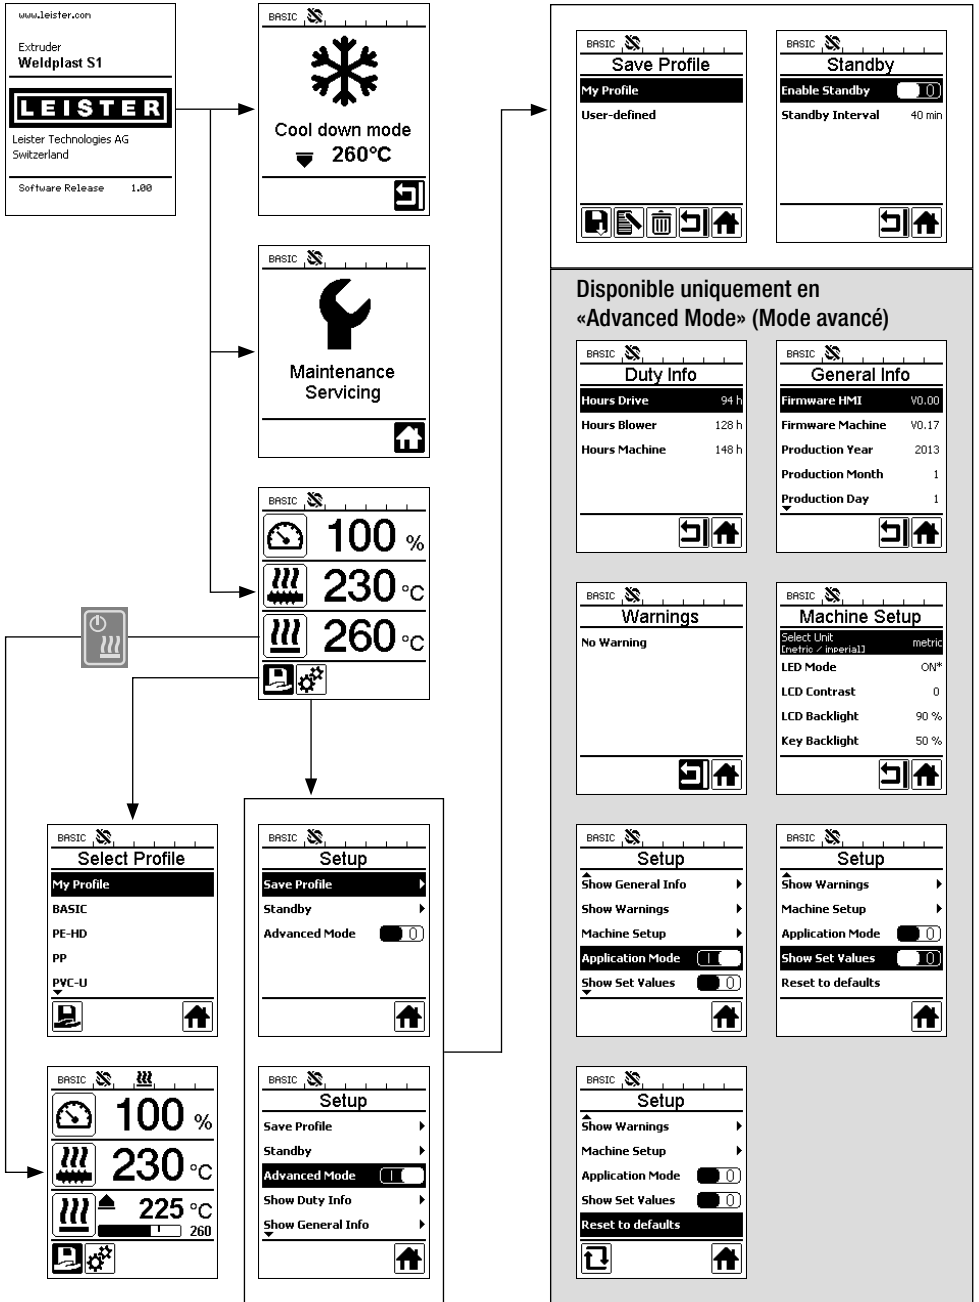 www.leister.com
Extruder
Weldplast S1
LEISTER
Leister Technologies AG
Switzerland
Software Release 1.00
BASIC
Cool down mode
260°C
BASIC
Maintenance
Servicing
BASIC
100 %
230 °C
260 °C
BASIC
Select Profile
My Profile
BASIC
PE-HD
PP
PVC-U
BASIC
100 %
230 °C
225 °C
260
BASIC
Setup
Save Profile
Standby
Advanced Mode 0
BASIC
Setup
Save Profile
Standby
Advanced Mode I
Show Duty Info
Show General Info
BASIC
Save Profile
My Profile
User-defined
BASIC
Standby
Enable Standby 0
Standby Interval 40 min
Disponible uniquement en
«Advanced Mode» (Mode avancé)
BASIC
Duty Info
Hours Drive 94 h
Hours Blower 128 h
Hours Machine 148 h
BASIC
General Info
Firmware HMI V0.00
Firmware Machine V0.17
Production Year 2013
Production Month 1
Production Day 1
BASIC
Warnings
No Warning
BASIC
Machine Setup
Select Unit metric
[metric / imperial]
LED Mode ON*
LCD Contrast 0
LCD Backlight 90 %
Key Backlight 50 %
BASIC
Setup
Show General Info
Show Warnings
Machine Setup
Application Mode I
Show Set Values 0
BASIC
Setup
Show Warnings
Machine Setup
Application Mode 0
Show Set Values 0
Reset to defaults
BASIC
Setup
Show Warnings
Machine Setup
Application Mode 0
Show Set Values 0
Reset to defaults